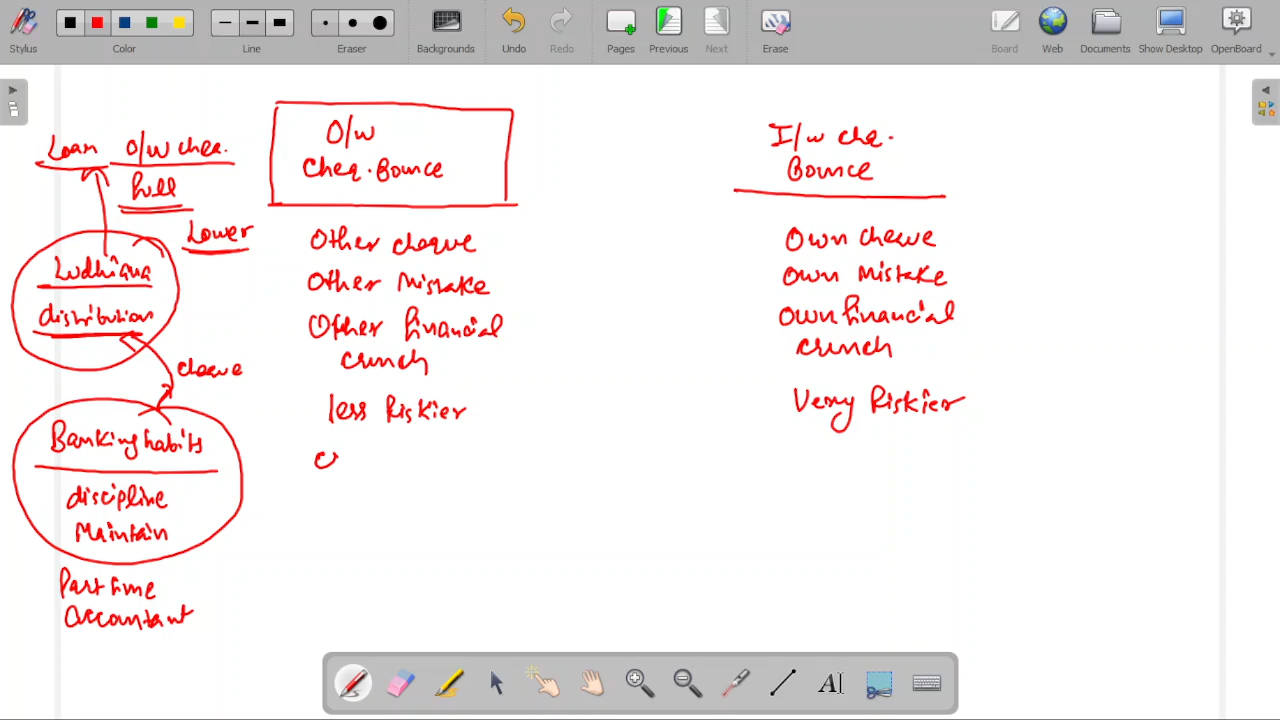 Stylus
Color
Line
Eraser
Backgrounds
Undo
Redo
Pages
Previous
Next
Erase
Board
Web
Documents
Show Desktop
OpenBoard
Loan O/W cheq.
Lower
Ludhiana
distribution
cheque
Banking habits
discipline
Maintain
Part time
Accountant
O/W
Cheq. Bounce
Other cheque
Other Mistake
Other financial
crunch
less Riskier
I/w che.
Bounce
Own cheque
Own Mistake
Own financial
crunch
Very Riskier